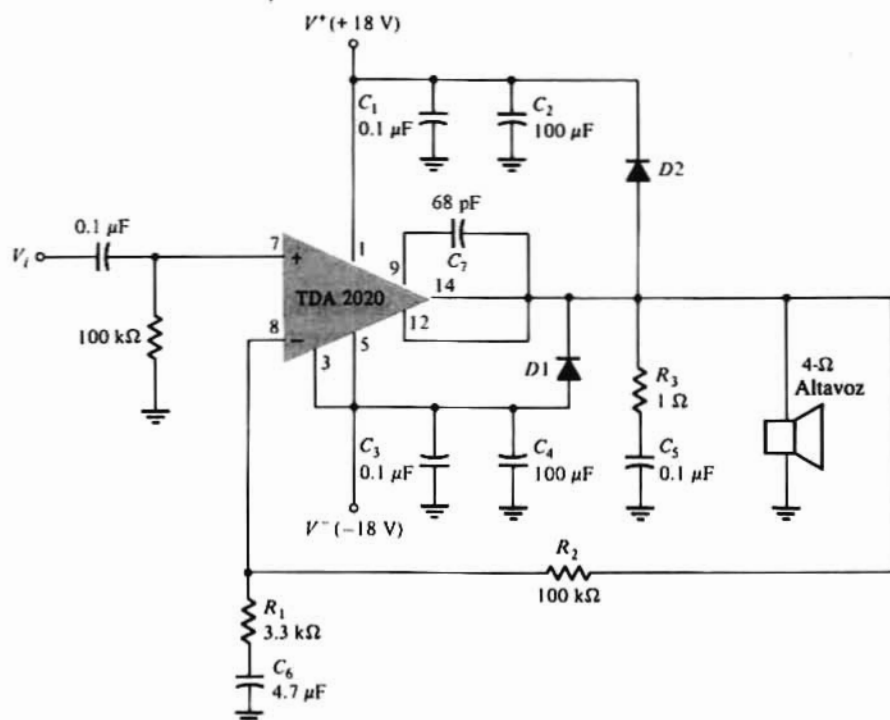 V⁺ (+ 18 V)
C₁
0.1 μF
C₂
100 μF
D2
68 pF
C₇
0.1 μF
Vᵢ
7
+
1
9
14
TDA 2020
12
100 kΩ
8
−
3
5
D1
R₃
1 Ω
4-Ω
Altavoz
C₃
0.1 μF
C₄
100 μF
C₅
0.1 μF
V⁻ (−18 V)
R₂
100 kΩ
R₁
3.3 kΩ
C₆
4.7 μF